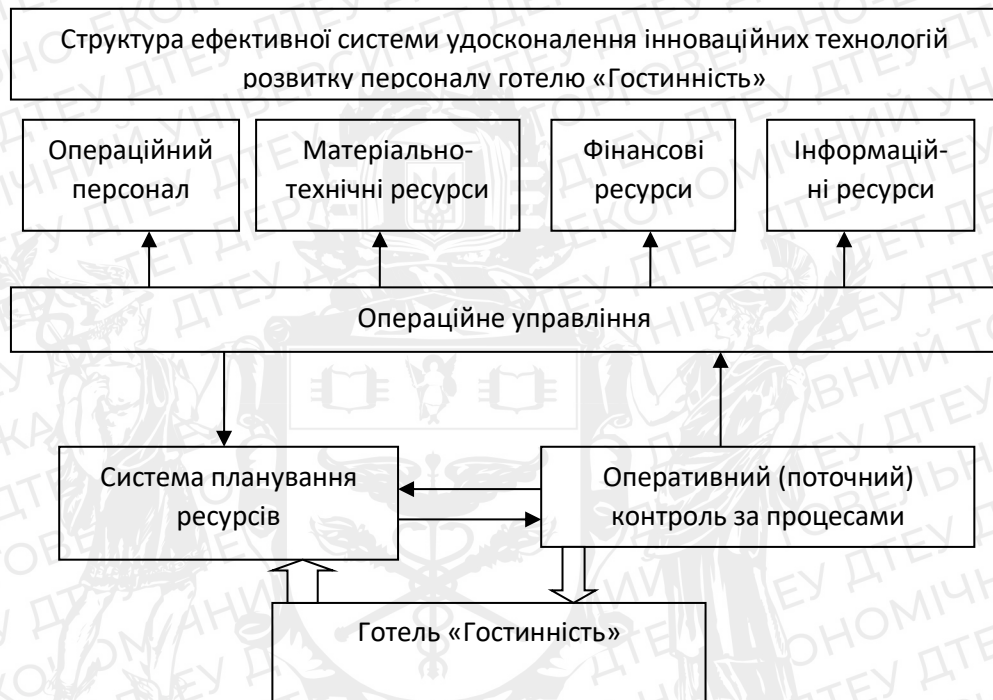 Структура ефективної системи удосконалення інноваційних технологій
розвитку персоналу готелю «Гостинність»
Операційний
персонал
Матеріально-
технічні ресурси
Фінансові
ресурси
Інформацій-
ні ресурси
Операційне управління
Система планування
ресурсів
Оперативний (поточний)
контроль за процесами
Готель «Гостинність»